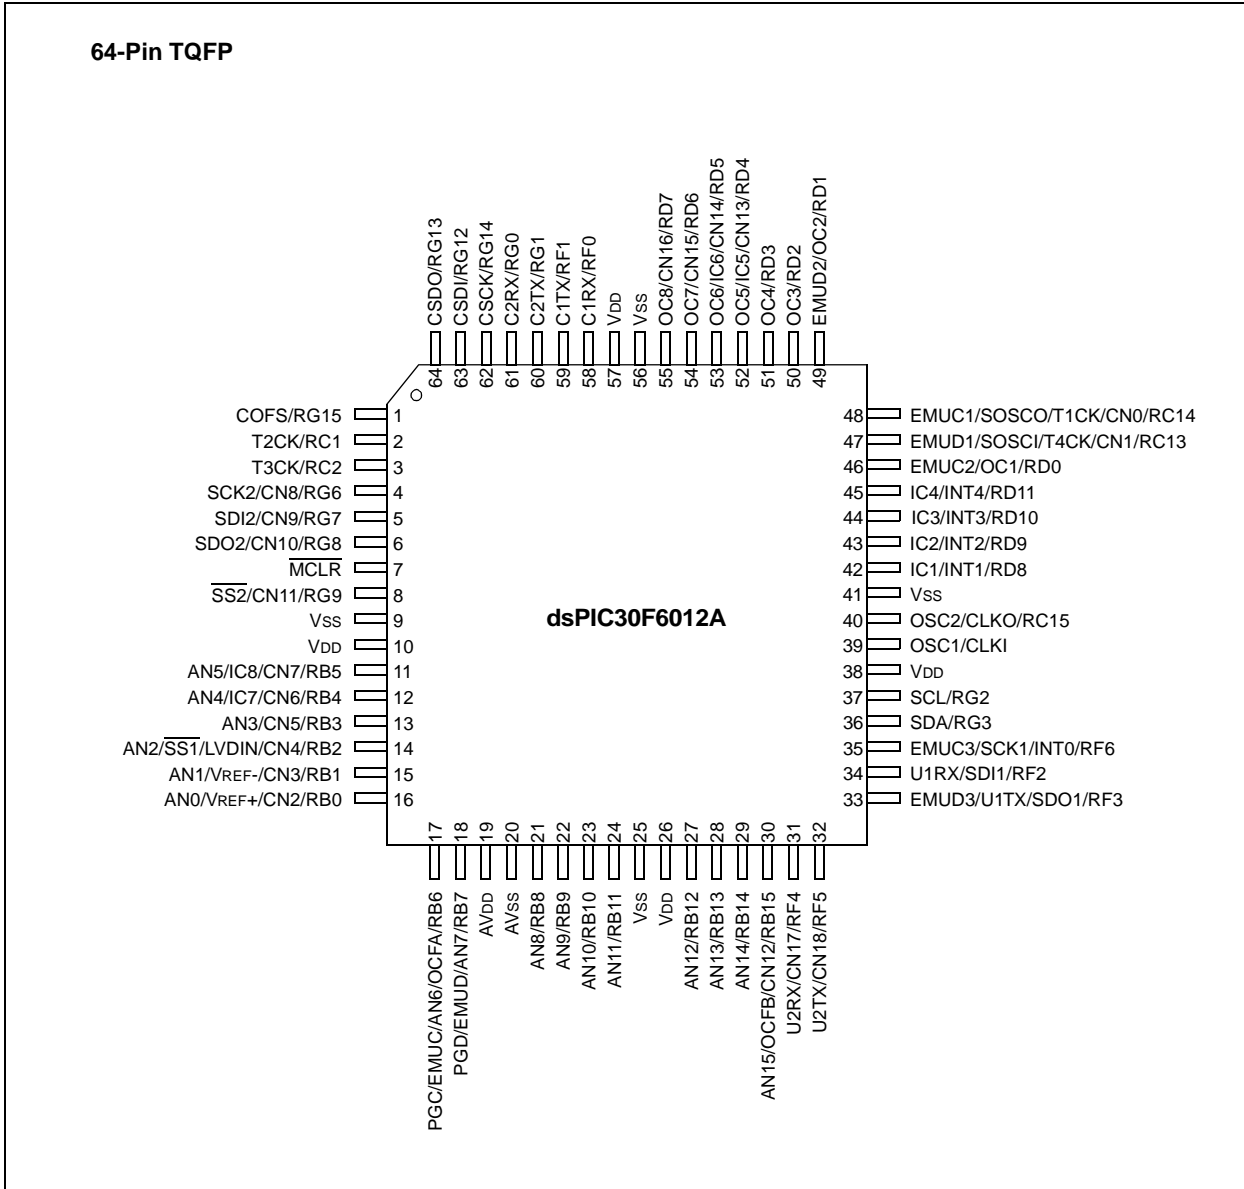 64-Pin TQFP
CSDO/RG13
CSDI/RG12
CSCK/RG14
C2RX/RG0
C2TX/RG1
C1TX/RF1
C1RX/RF0
VDD
VSS
OC8/CN16/RD7
OC7/CN15/RD6
OC6/IC6/CN14/RD5
OC5/IC5/CN13/RD4
OC4/RD3
OC3/RD2
EMUD2/OC2/RD1
64
63
62
61
60
59
58
57
56
55
54
53
52
51
50
49
COFS/RG15 1
T2CK/RC1 2
T3CK/RC2 3
SCK2/CN8/RG6 4
SDI2/CN9/RG7 5
SDO2/CN10/RG8 6
M̅C̅L̅R̅ 7
S̅S̅2̅/CN11/RG9 8
VSS 9
VDD 10
AN5/IC8/CN7/RB5 11
AN4/IC7/CN6/RB4 12
AN3/CN5/RB3 13
AN2/S̅S̅1̅/LVDIN/CN4/RB2 14
AN1/VREF-/CN3/RB1 15
AN0/VREF+/CN2/RB0 16
dsPIC30F6012A
48 EMUC1/SOSCO/T1CK/CN0/RC14
47 EMUD1/SOSCI/T4CK/CN1/RC13
46 EMUC2/OC1/RD0
45 IC4/INT4/RD11
44 IC3/INT3/RD10
43 IC2/INT2/RD9
42 IC1/INT1/RD8
41 VSS
40 OSC2/CLKO/RC15
39 OSC1/CLKI
38 VDD
37 SCL/RG2
36 SDA/RG3
35 EMUC3/SCK1/INT0/RF6
34 U1RX/SDI1/RF2
33 EMUD3/U1TX/SDO1/RF3
17
18
19
20
21
22
23
24
25
26
27
28
29
30
31
32
PGC/EMUC/AN6/OCFA/RB6
PGD/EMUD/AN7/RB7
AVDD
AVSS
AN8/RB8
AN9/RB9
AN10/RB10
AN11/RB11
VSS
VDD
AN12/RB12
AN13/RB13
AN14/RB14
AN15/OCFB/CN12/RB15
U2RX/CN17/RF4
U2TX/CN18/RF5